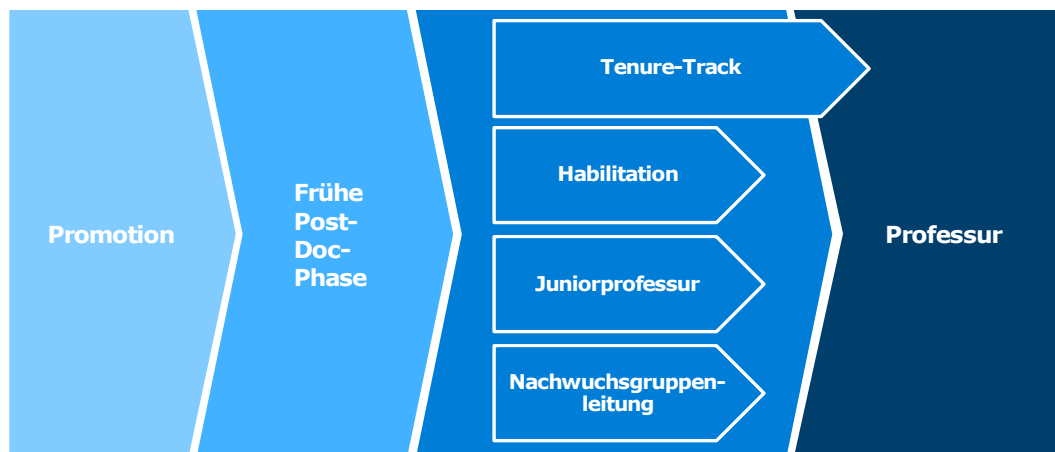 Promotion
Frühe
Post-
Doc-
Phase
Tenure-Track
Habilitation
Juniorprofessur
Nachwuchsgruppen-
leitung
Professur